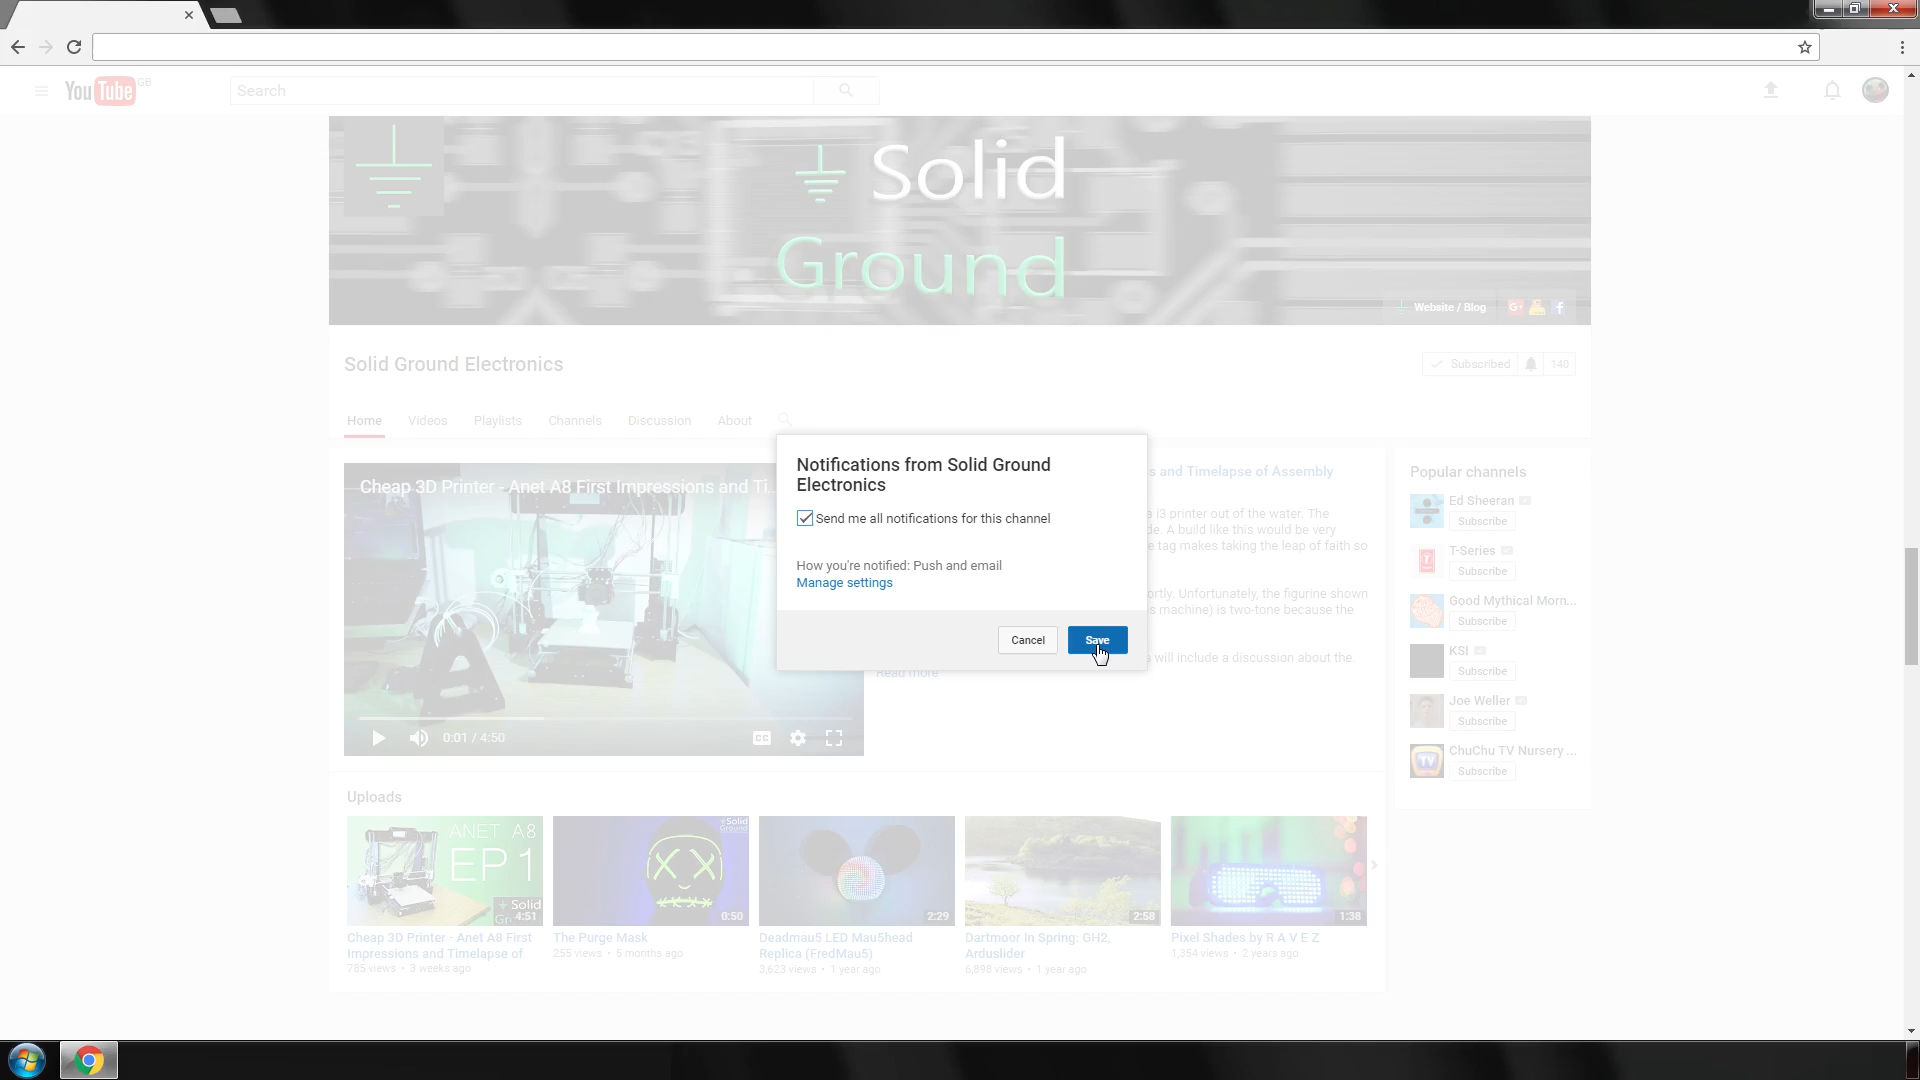 YouTube GB
Search
Solid
Ground
Website / Blog
Solid Ground Electronics
Subscribed 140
Home Videos Playlists Channels Discussion About
Cheap 3D Printer - Anet A8 First Impressions and Ti...
0:01 / 4:50
CC
Notifications from Solid Ground
Electronics
Send me all notifications for this channel
How you're notified: Push and email
Manage settings
Cancel Save
s and Timelapse of Assembly
a i3 printer out of the water. The
de. A build like this would be very
e tag makes taking the leap of faith so
ortly. Unfortunately, the figurine shown
s machine) is two-tone because the
will include a discussion about the.
Read more
Popular channels
Ed Sheeran
Subscribe
T-Series
Subscribe
Good Mythical Morn...
Subscribe
KSI
Subscribe
Joe Weller
Subscribe
TV
ChuChu TV Nursery ...
Subscribe
Uploads
ANET A8
EP 1
Solid
4:51
Cheap 3D Printer - Anet A8 First
Impressions and Timelapse of
785 views • 3 weeks ago
Solid
Ground
0:50
The Purge Mask
255 views • 5 months ago
2:29
Deadmau5 LED Mau5head
Replica (FredMau5)
3,623 views • 1 year ago
2:58
Dartmoor In Spring: GH2,
Arduslider
6,898 views • 1 year ago
1:38
Pixel Shades by R A V E Z
1,354 views • 2 years ago